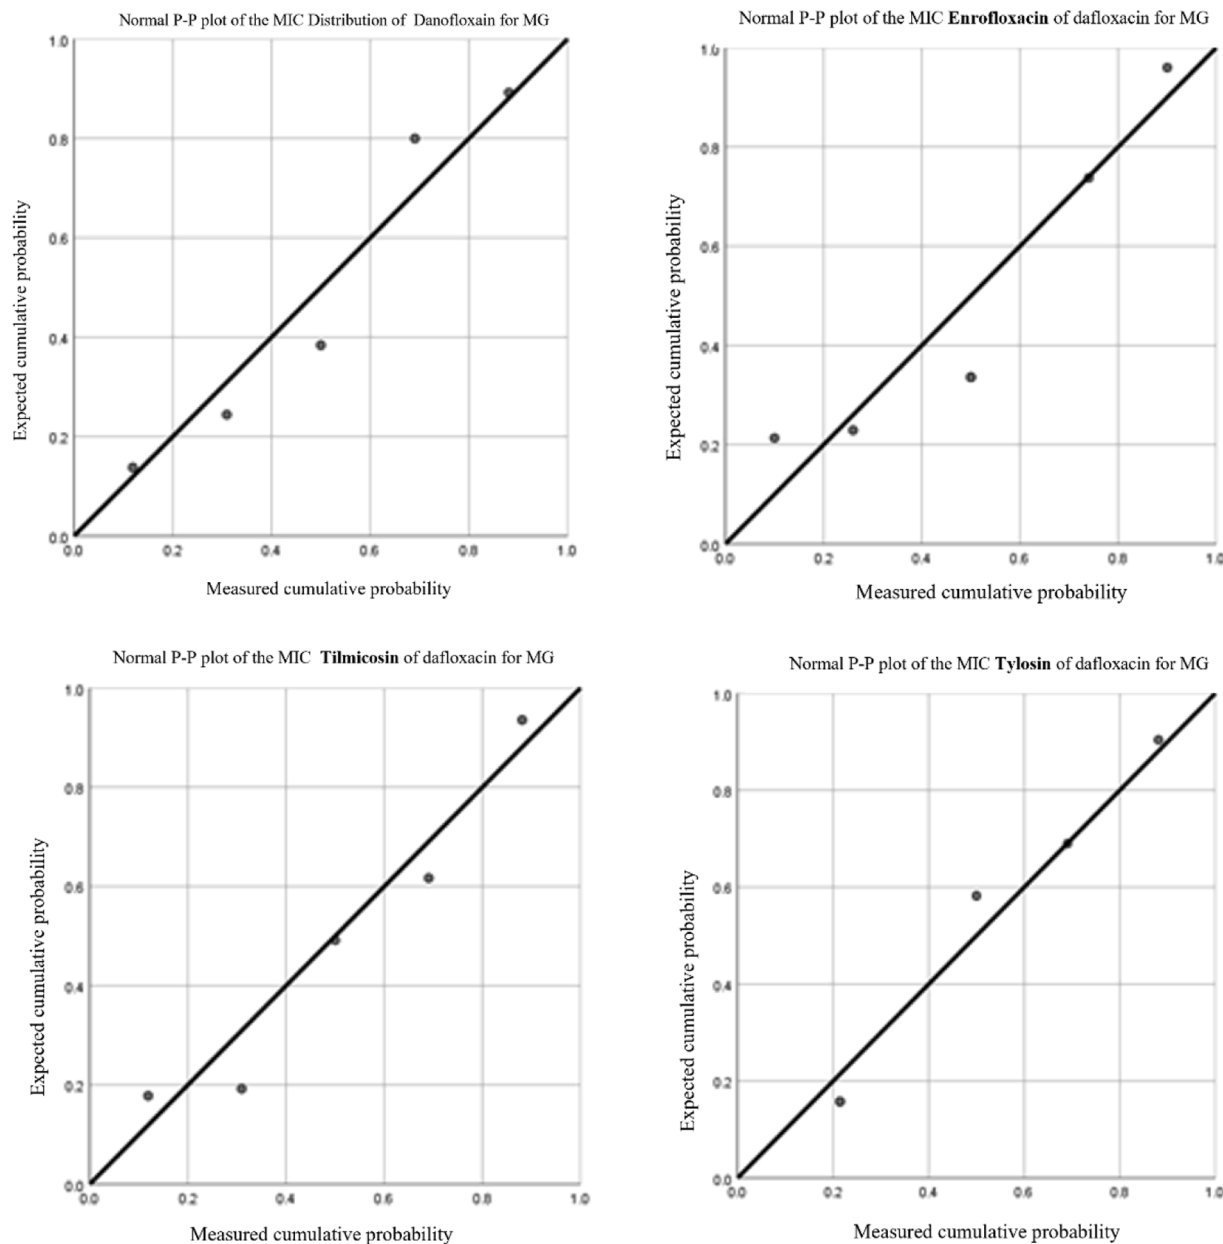 Normal P-P plot of the MIC Distribution of Danofloxain for MG
1.0
0.8
0.6
0.4
0.2
0.0
0.0 0.2 0.4 0.6 0.8 1.0
Expected cumulative probability
Measured cumulative probability
Normal P-P plot of the MIC Enrofloxacin of dafloxacin for MG
1.0
0.8
0.6
0.4
0.2
0.0
0.0 0.2 0.4 0.6 0.8 1.0
Expected cumulative probability
Measured cumulative probability
Normal P-P plot of the MIC Tilmicosin of dafloxacin for MG
1.0
0.8
0.6
0.4
0.2
0.0
0.0 0.2 0.4 0.6 0.8 1.0
Expected cumulative probability
Measured cumulative probability
Normal P-P plot of the MIC Tylosin of dafloxacin for MG
1.0
0.8
0.6
0.4
0.2
0.0
0.0 0.2 0.4 0.6 0.8 1.0
Expected cumulative probability
Measured cumulative probability